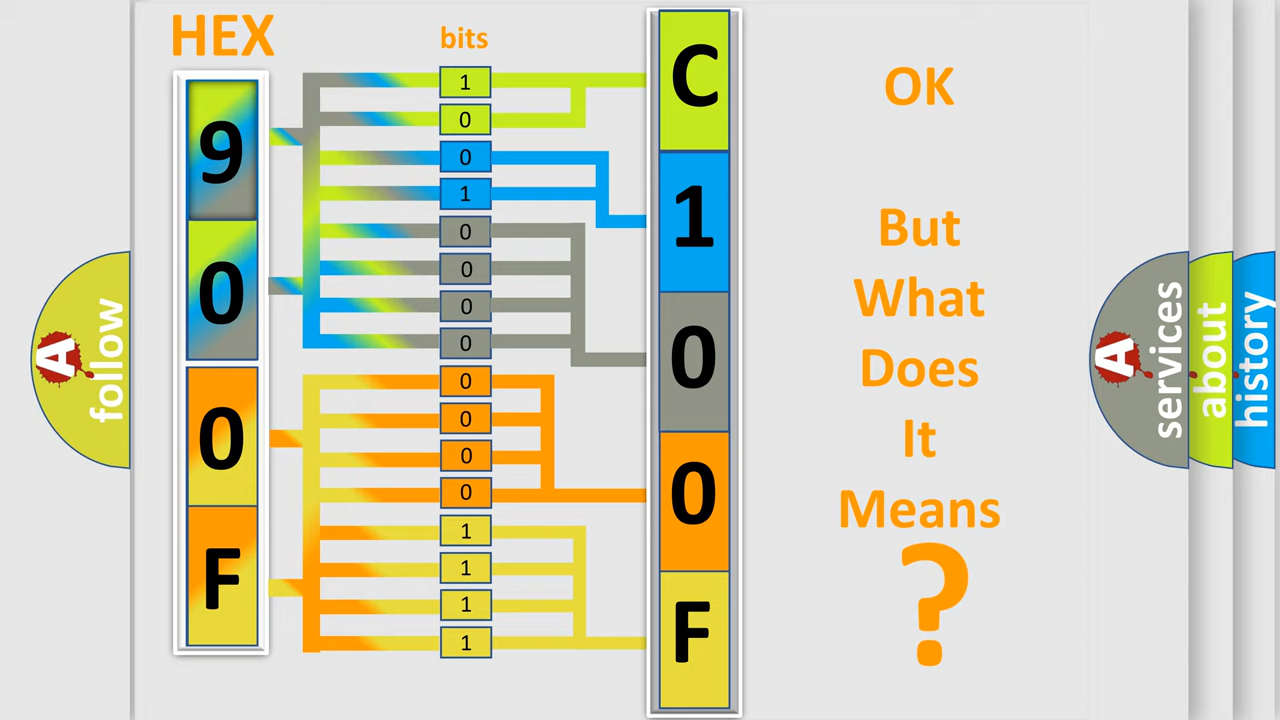 HEX
9
0
0
F
bits
1
0
0
1
0
0
0
0
0
0
0
0
1
1
1
1
C
1
0
0
F
OK
But
What
Does
It
Means
?
A
follow
A
services
about
history